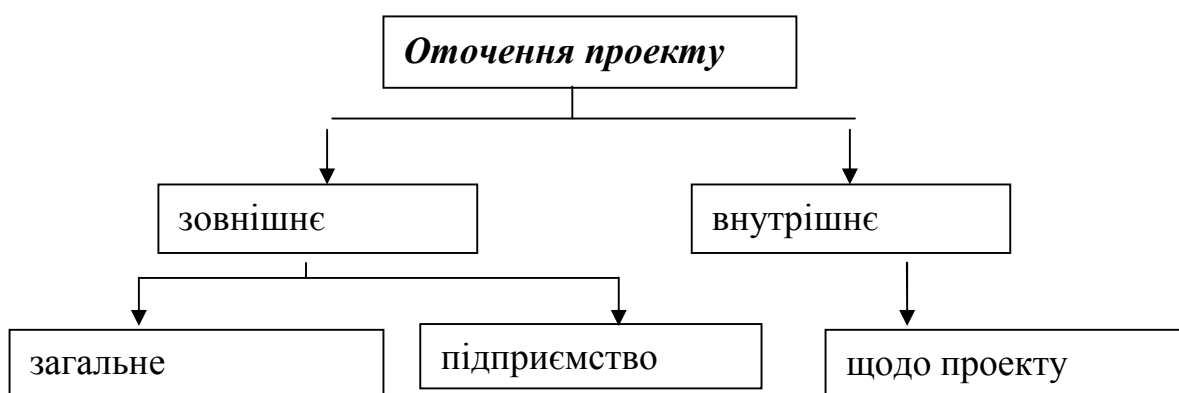 Оточення проекту
зовнішнє
внутрішнє
загальне
підприємство
щодо проекту